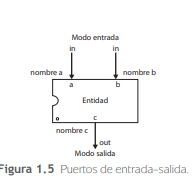 Modo entrada
in in
nombre a nombre b
a b
Entidad
c
nombre c
out
Modo salida
Figura 1.5 Puertos de entrada-salida.